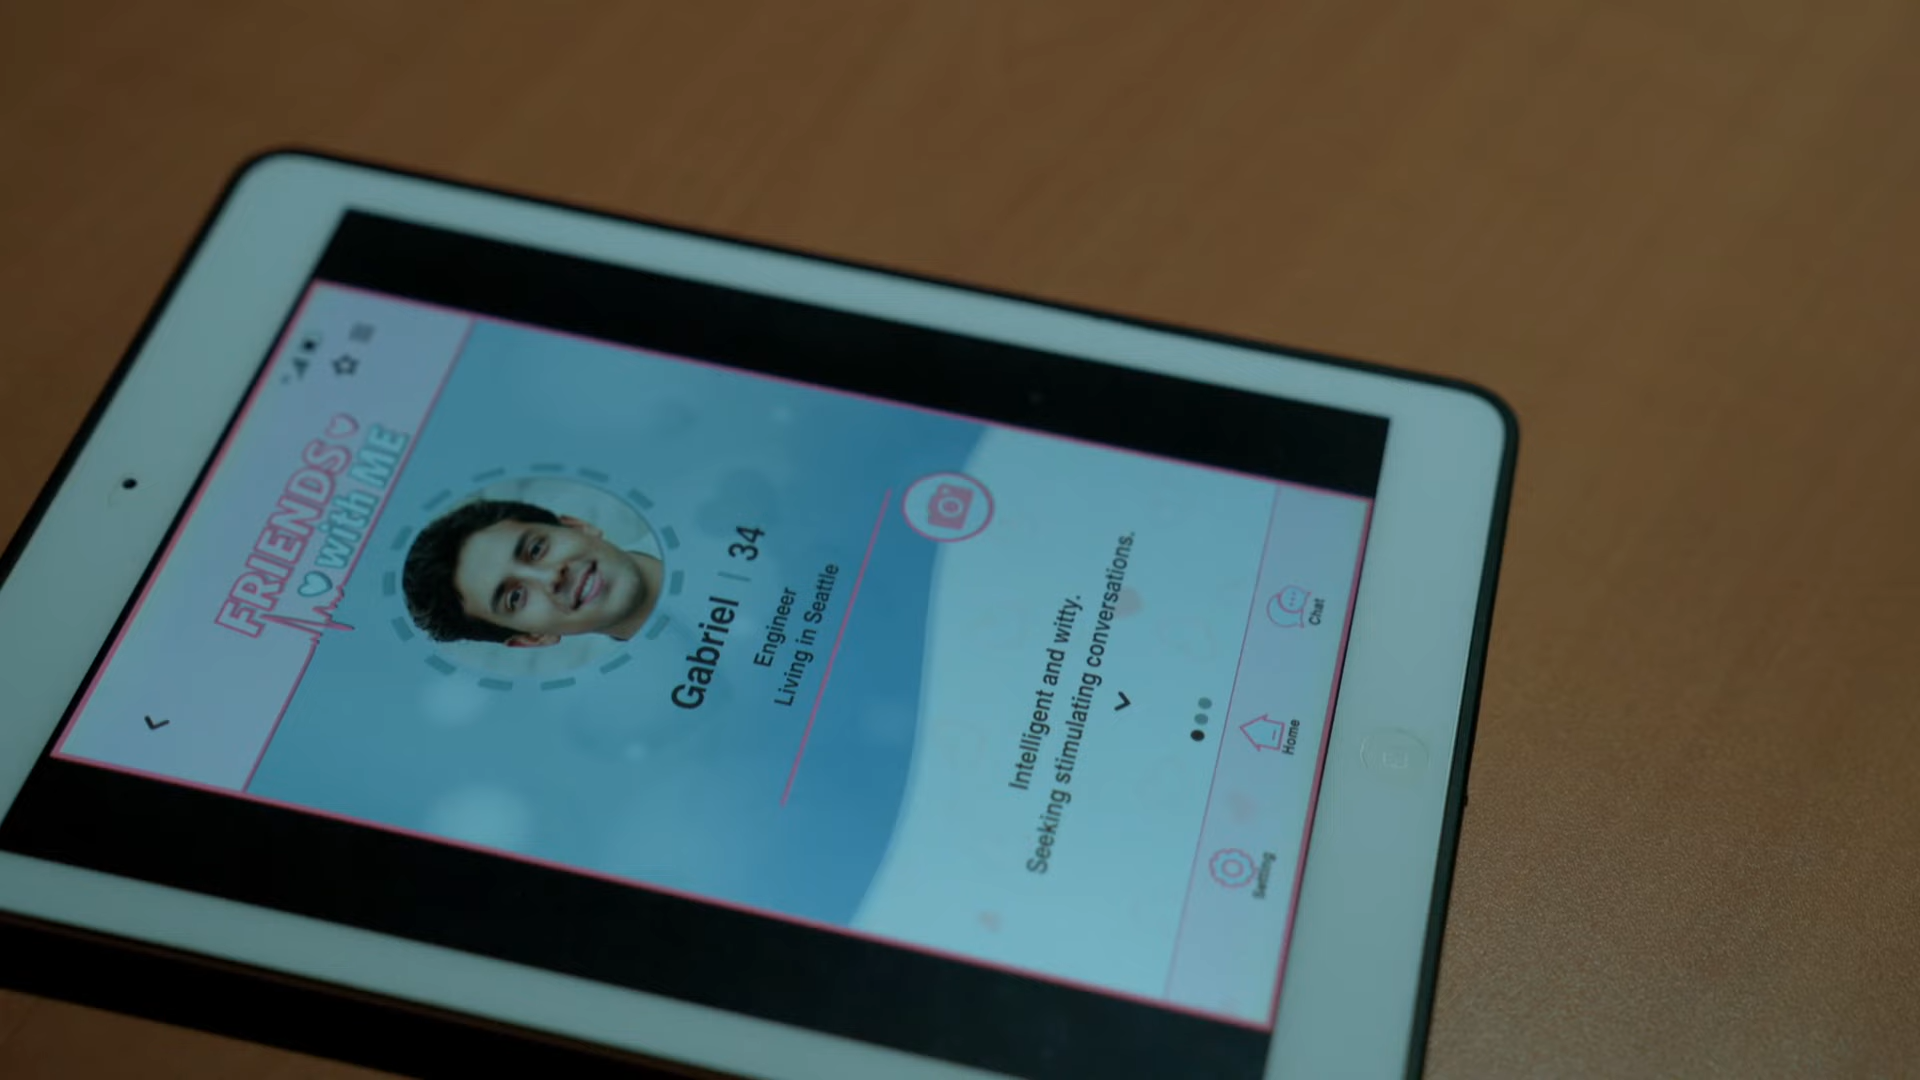 FRIENDS
with ME
Gabriel | 34
Engineer
Living in Seattle
Intelligent and witty.
Seeking stimulating conversations.
Setting
Home
Chat